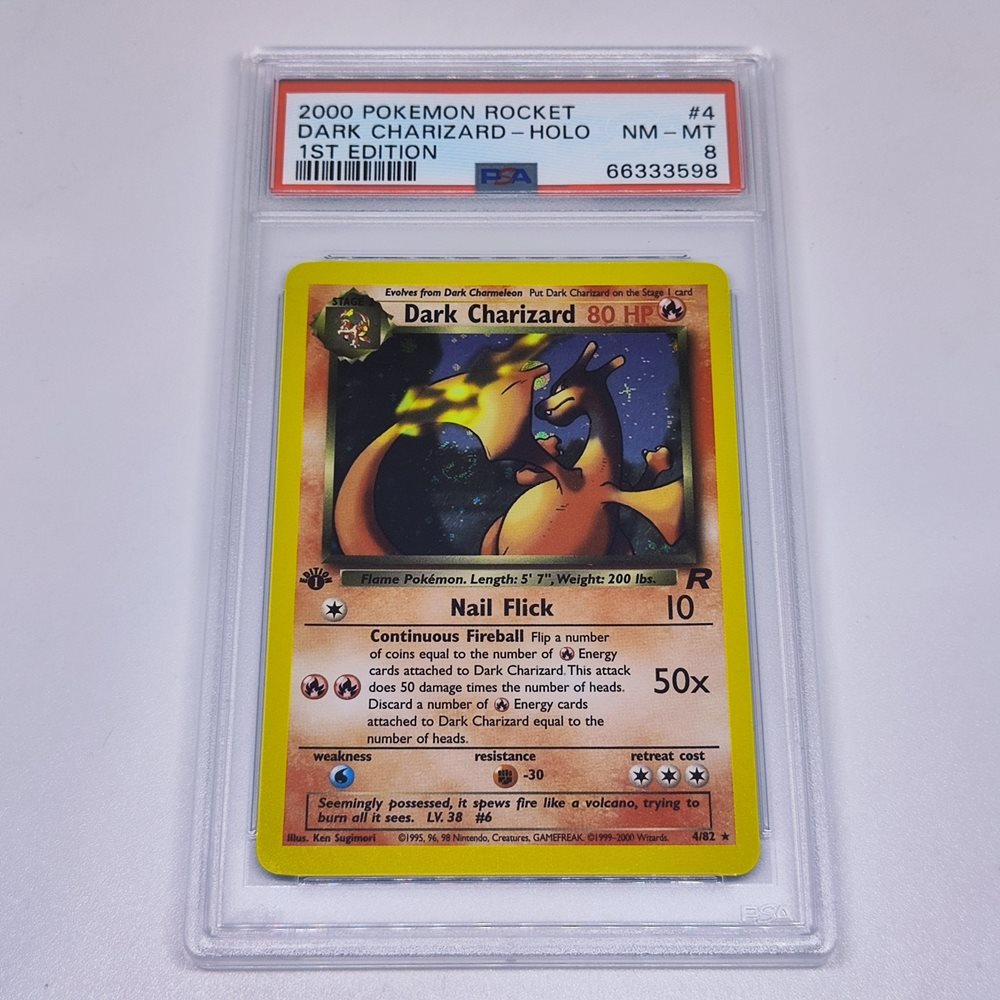 2000 POKEMON ROCKET #4
DARK CHARIZARD - HOLO NM - MT
1ST EDITION 8
PSA 66333598
Evolves from Dark Charmeleon Put Dark Charizard on the Stage 1 card
STAGE 2
Dark Charizard 80 HP
EDITION 1
Flame Pokémon. Length: 5' 7", Weight: 200 lbs.
R
Nail Flick 10
Continuous Fireball Flip a number
of coins equal to the number of Energy
cards attached to Dark Charizard. This attack
does 50 damage times the number of heads.
Discard a number of Energy cards
attached to Dark Charizard equal to the
number of heads.
50x
weakness resistance retreat cost
-30
Seemingly possessed, it spews fire like a volcano, trying to
burn all it sees. LV. 38 #6
Illus. Ken Sugimori ©1995, 96, 98 Nintendo, Creatures, GAMEFREAK. ©1999-2000 Wizards. 4/82 ★
PSA